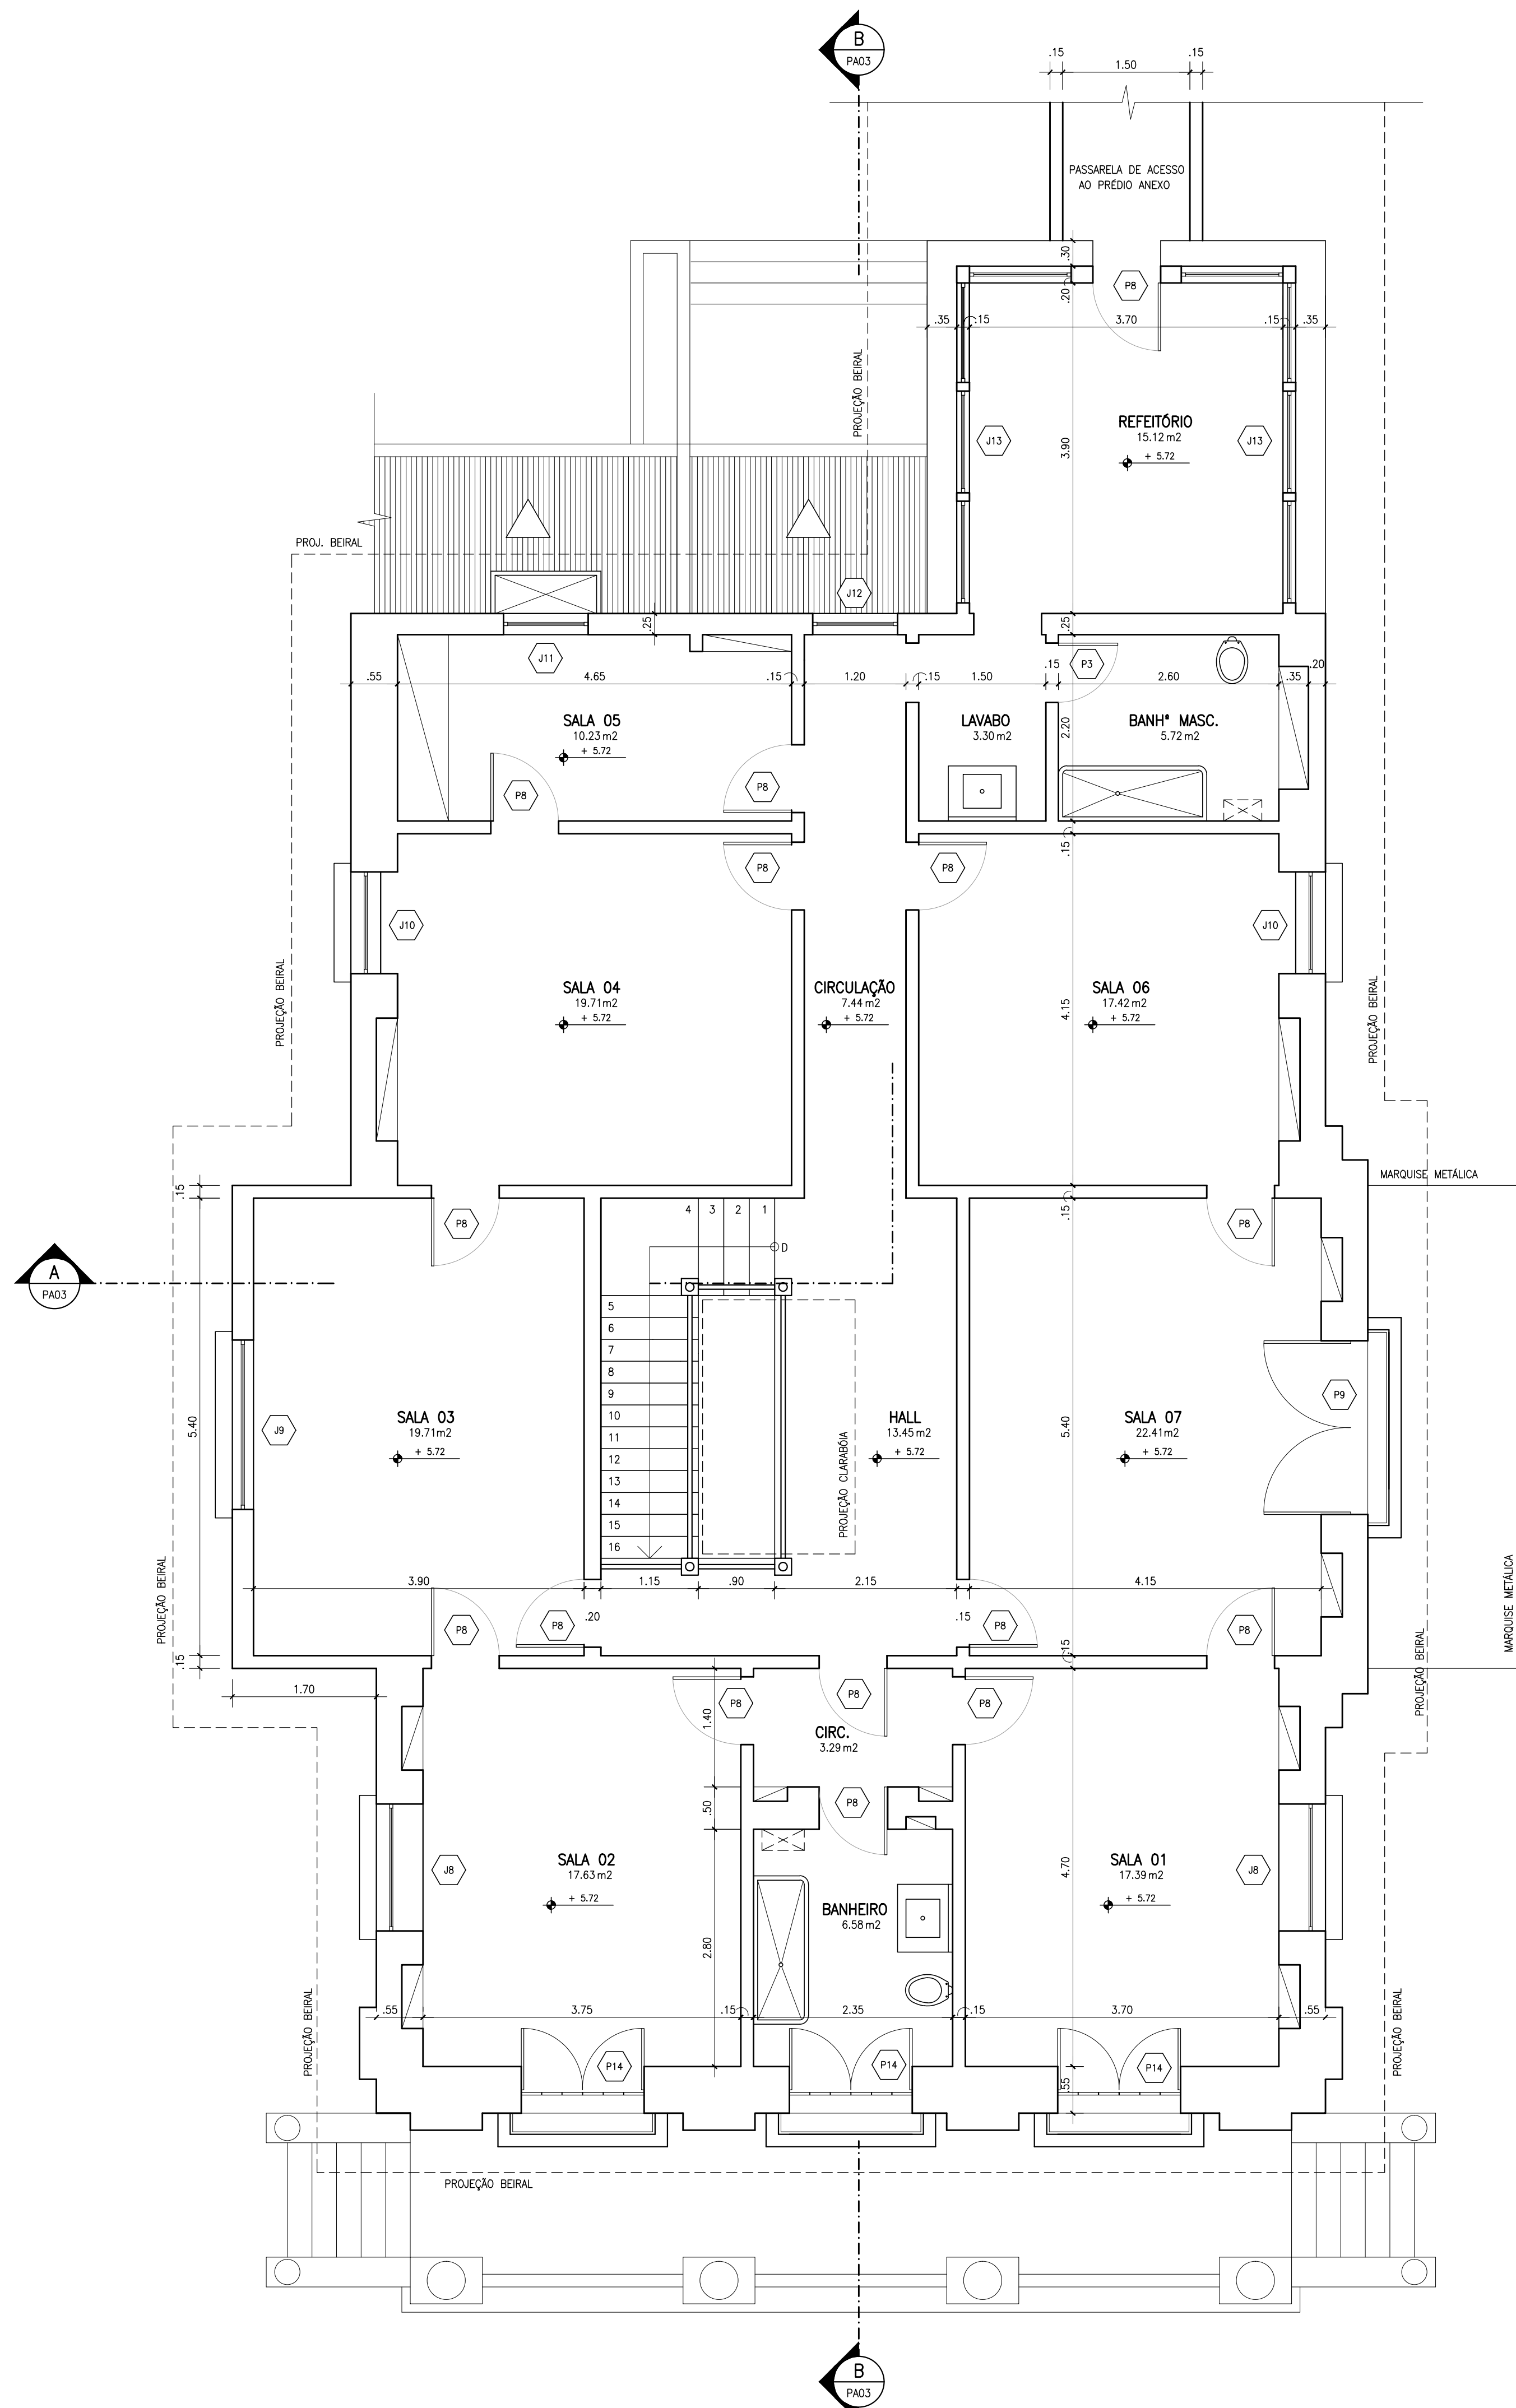 B
PA03
.15
1.50
.15
PASSARELA DE ACESSO
AO PRÉDIO ANEXO
.30
P8
.20
.35
.15
3.70
.15
.35
PROJEÇÃO BEIRAL
REFEITÓRIO
15.12 m2
+ 5.72
J13
J13
3.90
PROJ. BEIRAL
J12
.25
.25
J11
P3
.55
4.65
.15
1.20
.15
1.50
.15
2.60
.35
.20
SALA 05
10.23 m2
+ 5.72
LAVABO
3.30 m2
2.20
BANHº MASC.
5.72 m2
P8
P8
.15
P8
P8
J10
J10
PROJEÇÃO BEIRAL
SALA 04
19.71 m2
+ 5.72
CIRCULAÇÃO
7.44 m2
+ 5.72
4.15
SALA 06
17.42 m2
+ 5.72
PROJEÇÃO BEIRAL
MARQUISE METÁLICA
.15
.15
P8
4
3
2
1
P8
D
A
PA03
5
6
7
8
9
10
11
12
13
14
15
16
P9
SALA 03
19.71 m2
+ 5.72
J9
5.40
HALL
13.45 m2
+ 5.72
PROJEÇÃO CLARABÓIA
5.40
SALA 07
22.41 m2
+ 5.72
PROJEÇÃO BEIRAL
MARQUISE METÁLICA
3.90
1.15
.90
2.15
4.15
.20
.15
P8
P8
P8
P8
.15
.15
PROJEÇÃO BEIRAL
1.70
P8
P8
P8
1.40
CIRC.
3.29 m2
P8
.50
SALA 02
17.63 m2
+ 5.72
J8
BANHEIRO
6.58 m2
2.80
4.70
SALA 01
17.39 m2
+ 5.72
J8
PROJEÇÃO BEIRAL
PROJEÇÃO BEIRAL
.55
3.75
.15
2.35
.15
3.70
.55
P14
P14
P14
.55
PROJEÇÃO BEIRAL
B
PA03